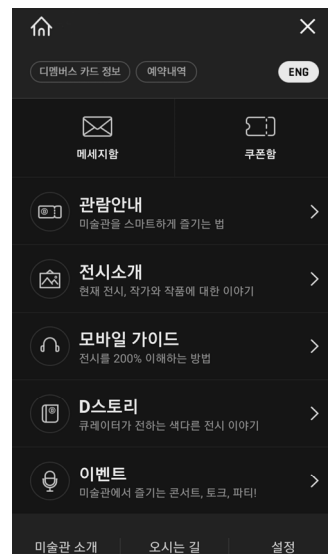 디멤버스 카드 정보
예약내역
ENG
메세지함
쿠폰함
관람안내
미술관을 스마트하게 즐기는 법
전시소개
현재 전시, 작가와 작품에 대한 이야기
모바일 가이드
전시를 200% 이해하는 방법
D스토리
큐레이터가 전하는 색다른 전시 이야기
이벤트
미술관에서 즐기는 콘서트, 토크, 파티!
미술관 소개
오시는 길
설정